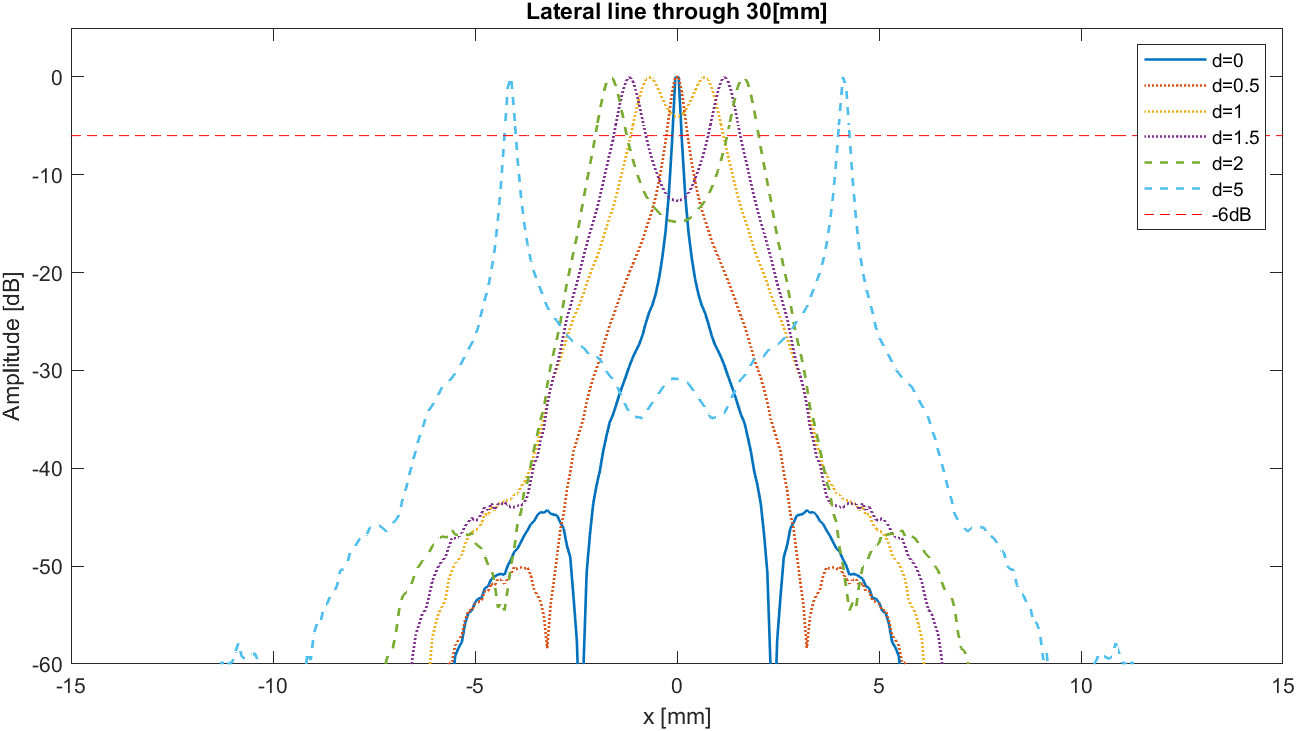 Lateral line through 30[mm]
Amplitude [dB]
0
-10
-20
-30
-40
-50
-60
-15
-10
-5
0
5
10
15
x [mm]
d=0
d=0.5
d=1
d=1.5
d=2
d=5
-6dB